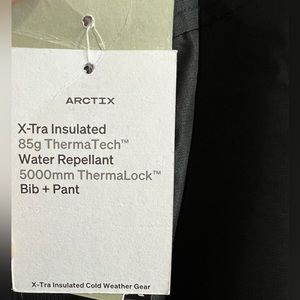 ARCTIX
X-Tra Insulated
85g ThermaTech™
Water Repellant
5000mm ThermaLock™
Bib + Pant
X-Tra Insulated Cold Weather Gear